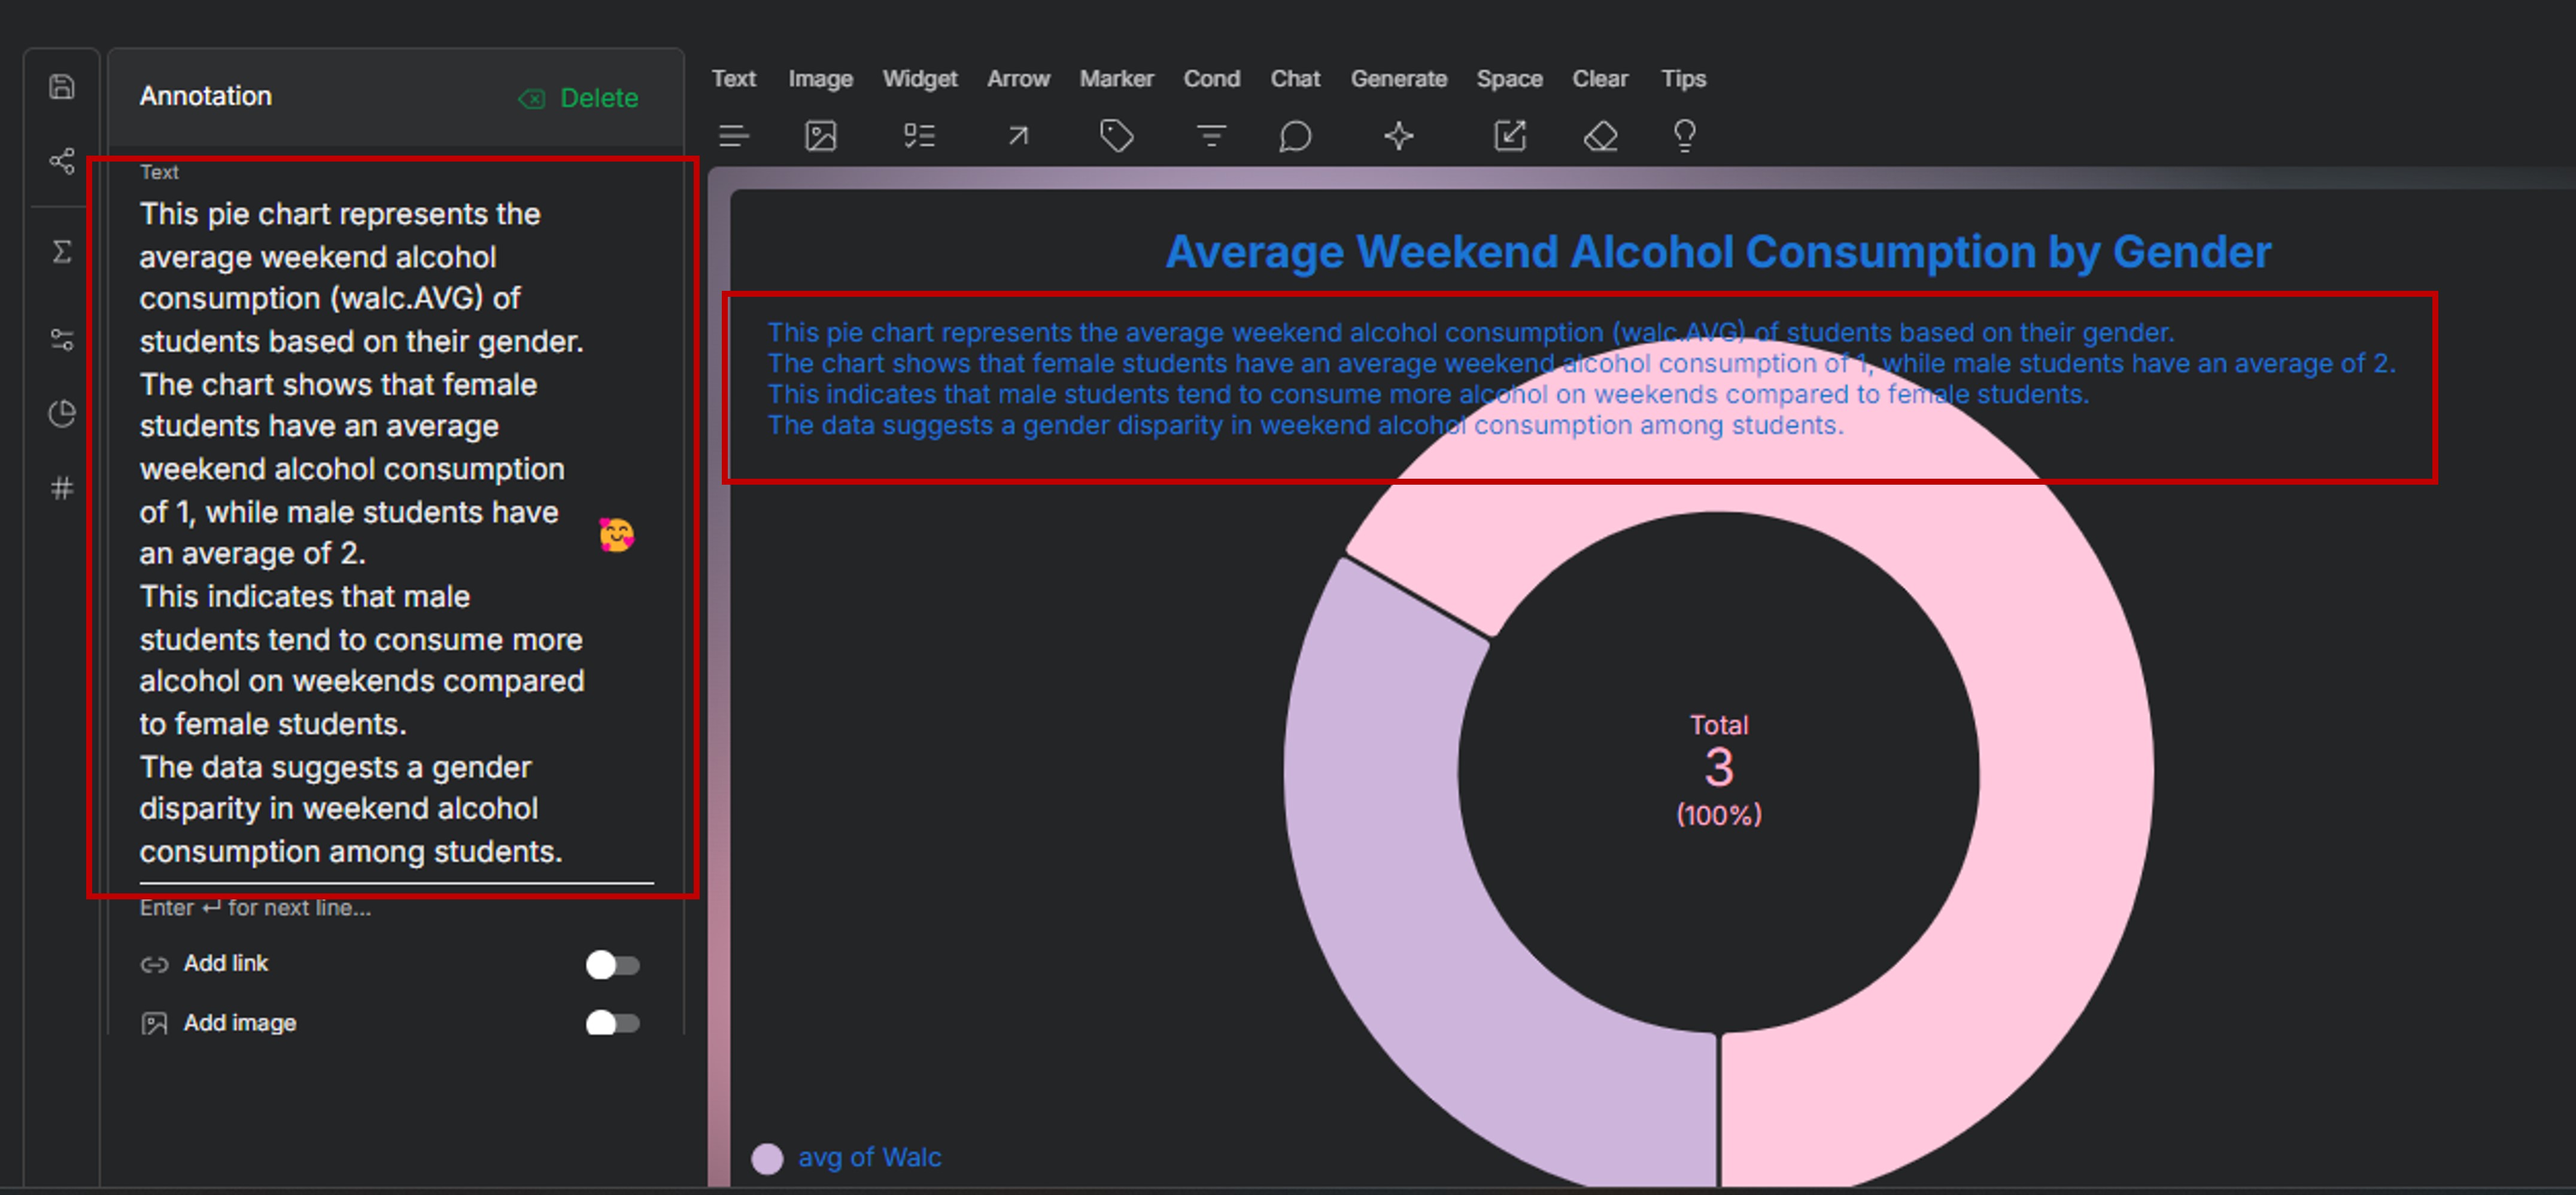 Annotation
Delete
Text
This pie chart represents the
average weekend alcohol
consumption (walc.AVG) of
students based on their gender.
The chart shows that female
students have an average
weekend alcohol consumption
of 1, while male students have
an average of 2.
This indicates that male
students tend to consume more
alcohol on weekends compared
to female students.
The data suggests a gender
disparity in weekend alcohol
consumption among students.
Enter ↵ for next line...
Add link
Add image
Text Image Widget Arrow Marker Cond Chat Generate Space Clear Tips
Average Weekend Alcohol Consumption by Gender
This pie chart represents the average weekend alcohol consumption (walc.AVG) of students based on their gender.
The chart shows that female students have an average weekend alcohol consumption of 1, while male students have an average of 2.
This indicates that male students tend to consume more alcohol on weekends compared to female students.
The data suggests a gender disparity in weekend alcohol consumption among students.
Total
3
(100%)
avg of Walc